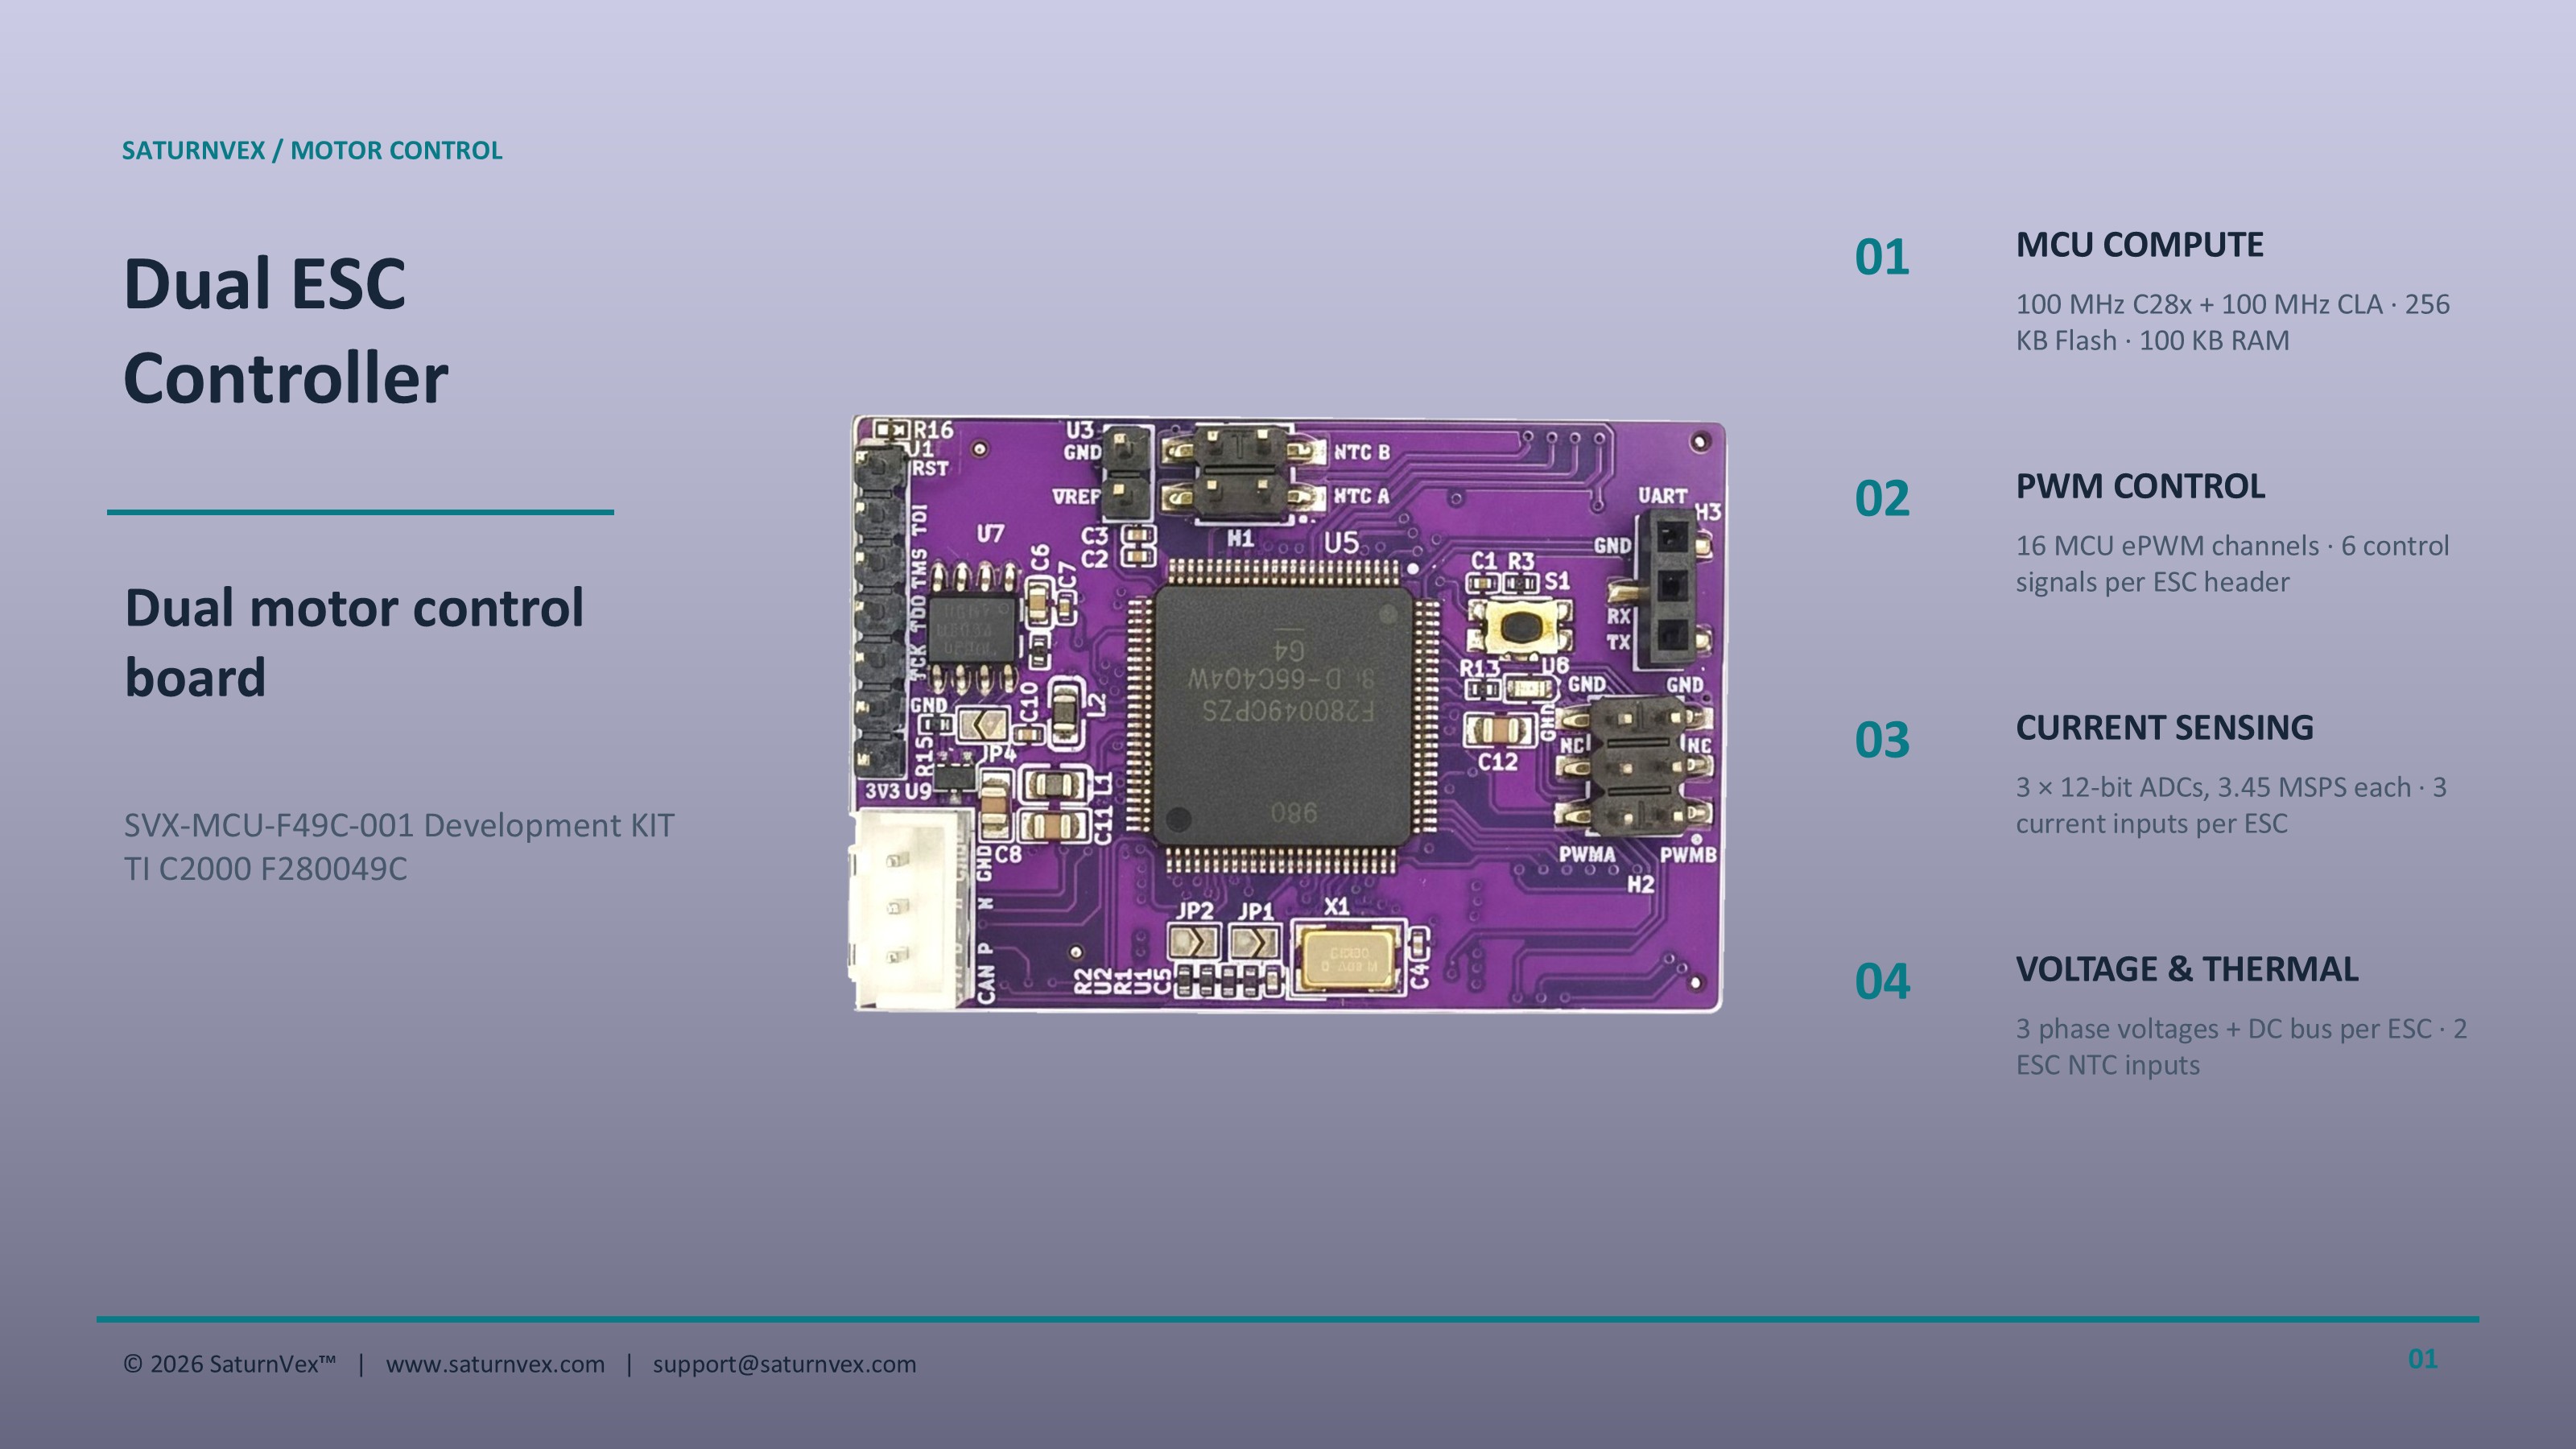 SATURNVEX / MOTOR CONTROL
Dual ESC
Controller
Dual motor control
board
SVX-MCU-F49C-001 Development KIT
TI C2000 F280049C
R16
U1
RST
TDI
TMS
TDO
TCK
GND
R15
3V3 U9
U3
GND
VREF
C3
C2
U7
C6
C7
C10
L2
JP4
L1
C11
C8
GND
N
CAN P
NTC B
NTC A
H1
U5
G4
F280049CPZS
980
C1 R3
S1
R13
U6
C12
UART
H3
GND
RX
TX
GND
GND
GND
NC
NC
PWMA
PWMB
H2
JP2
JP1
X1
R2
U2
R1
U1
C5
C4
01
MCU COMPUTE
100 MHz C28x + 100 MHz CLA · 256
KB Flash · 100 KB RAM
02
PWM CONTROL
16 MCU ePWM channels · 6 control
signals per ESC header
03
CURRENT SENSING
3 × 12-bit ADCs, 3.45 MSPS each · 3
current inputs per ESC
04
VOLTAGE & THERMAL
3 phase voltages + DC bus per ESC · 2
ESC NTC inputs
© 2026 SaturnVex™ | www.saturnvex.com | support@saturnvex.com
01